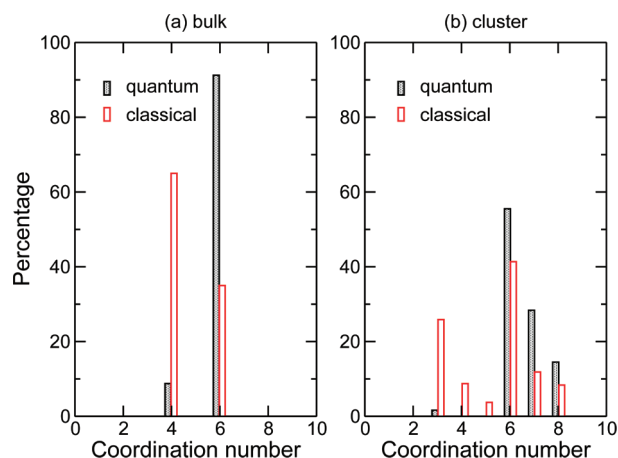 (a) bulk
(b) cluster
Percentage
100
80
60
40
20
0
quantum
classical
0 2 4 6 8 10
Coordination number
100
80
60
40
20
0
quantum
classical
0 2 4 6 8 10
Coordination number